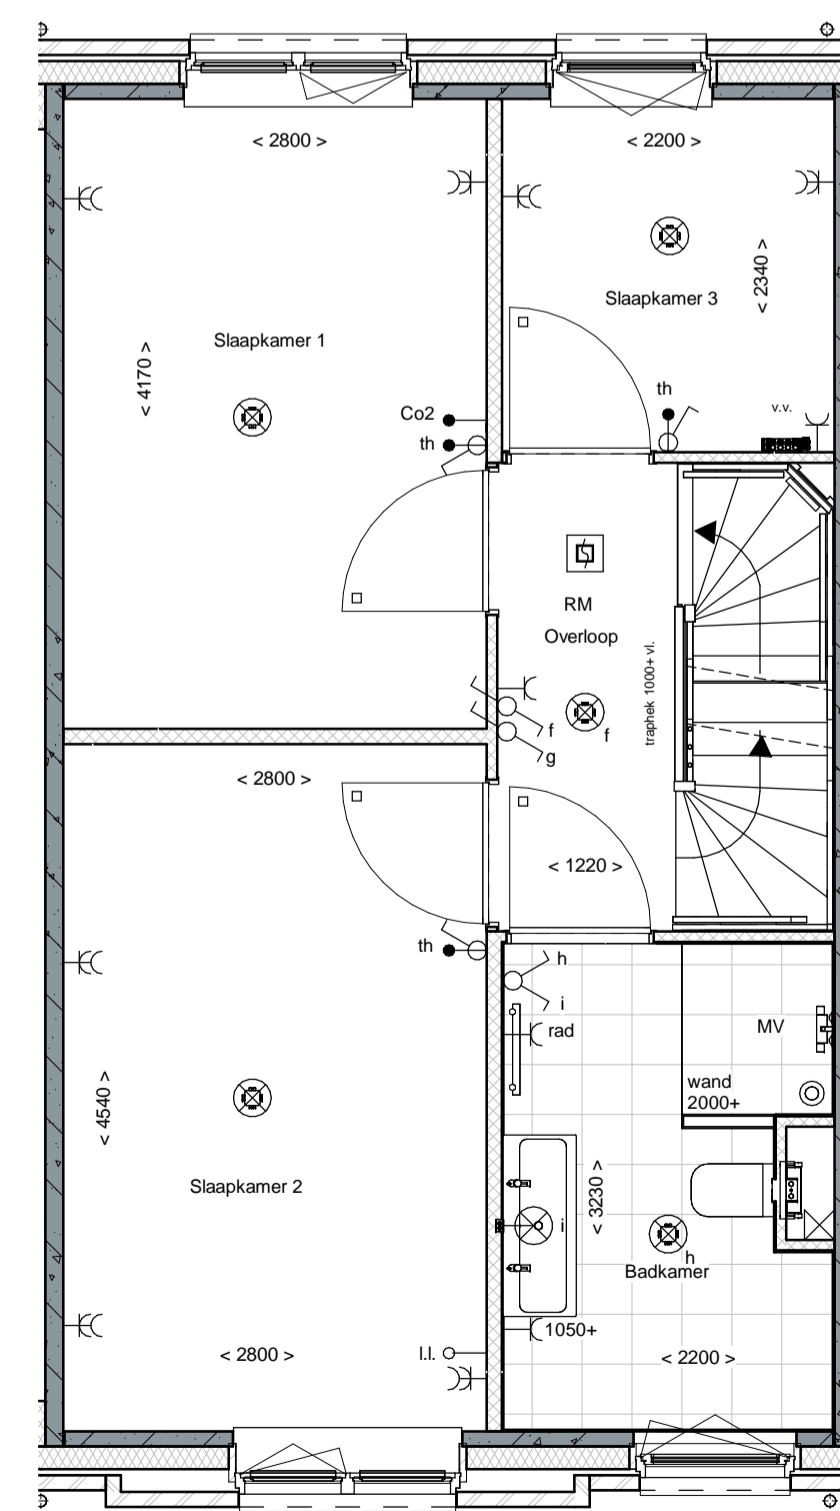 < 2800 >
< 2200 >
< 2340 >
Slaapkamer 3
Slaapkamer 1
< 4170 >
th
v.v.
Co2
th
RM
Overloop
traphek 1000+ vl.
f
f
g
< 2800 >
< 1220 >
th
h
i
rad
MV
wand
2000+
< 4540 >
< 3230 >
Slaapkamer 2
i
h
Badkamer
1050+
l.l.
< 2800 >
< 2200 >